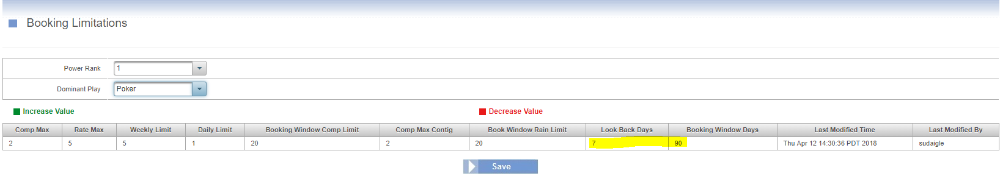 Booking Limitations
Power Rank 1
Dominant Play Poker
Increase Value Decrease Value
Comp Max Rate Max Weekly Limit Daily Limit Booking Window Comp Limit Comp Max Contig Book Window Rain Limit Look Back Days Booking Window Days Last Modified Time Last Modified By
2 5 5 1 20 2 20 7 90 Thu Apr 12 14:30:36 PDT 2018 sudaigle
Save